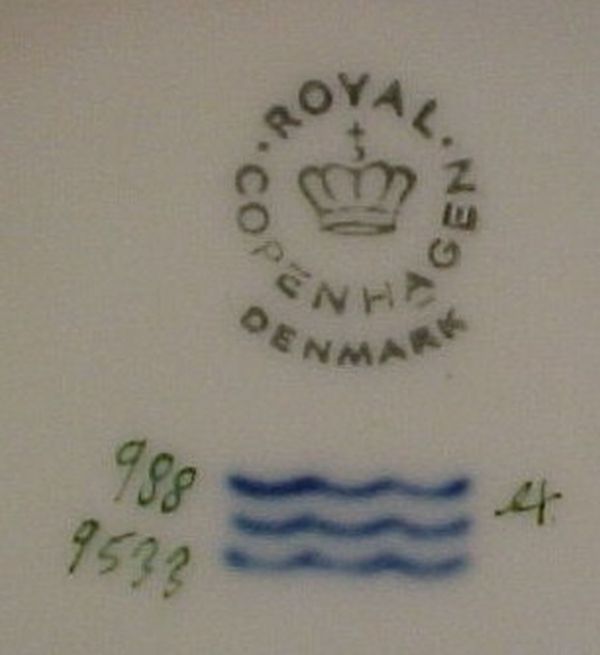 ·ROYAL·
COPENHAGEN
DENMARK
988
9533